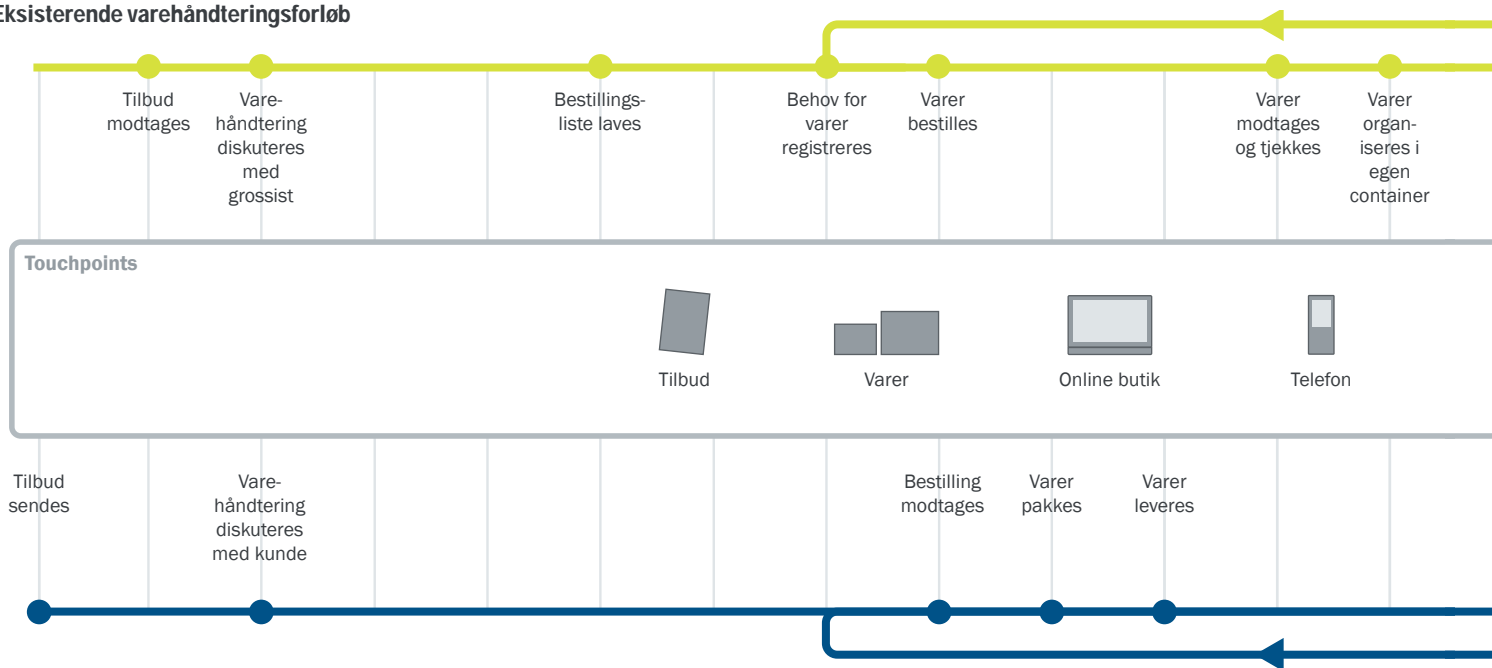 Eksisterende varehåndteringsforløb
Tilbud
modtages
Vare-
håndtering
diskuteres
med
grossist
Bestillings-
liste laves
Behov for
varer
registreres
Varer
bestilles
Varer
modtages
og tjekkes
Varer
organ-
iseres i
egen
container
Touchpoints
Tilbud
Varer
Online butik
Telefon
Tilbud
sendes
Vare-
håndtering
diskuteres
med kunde
Bestilling
modtages
Varer
pakkes
Varer
leveres